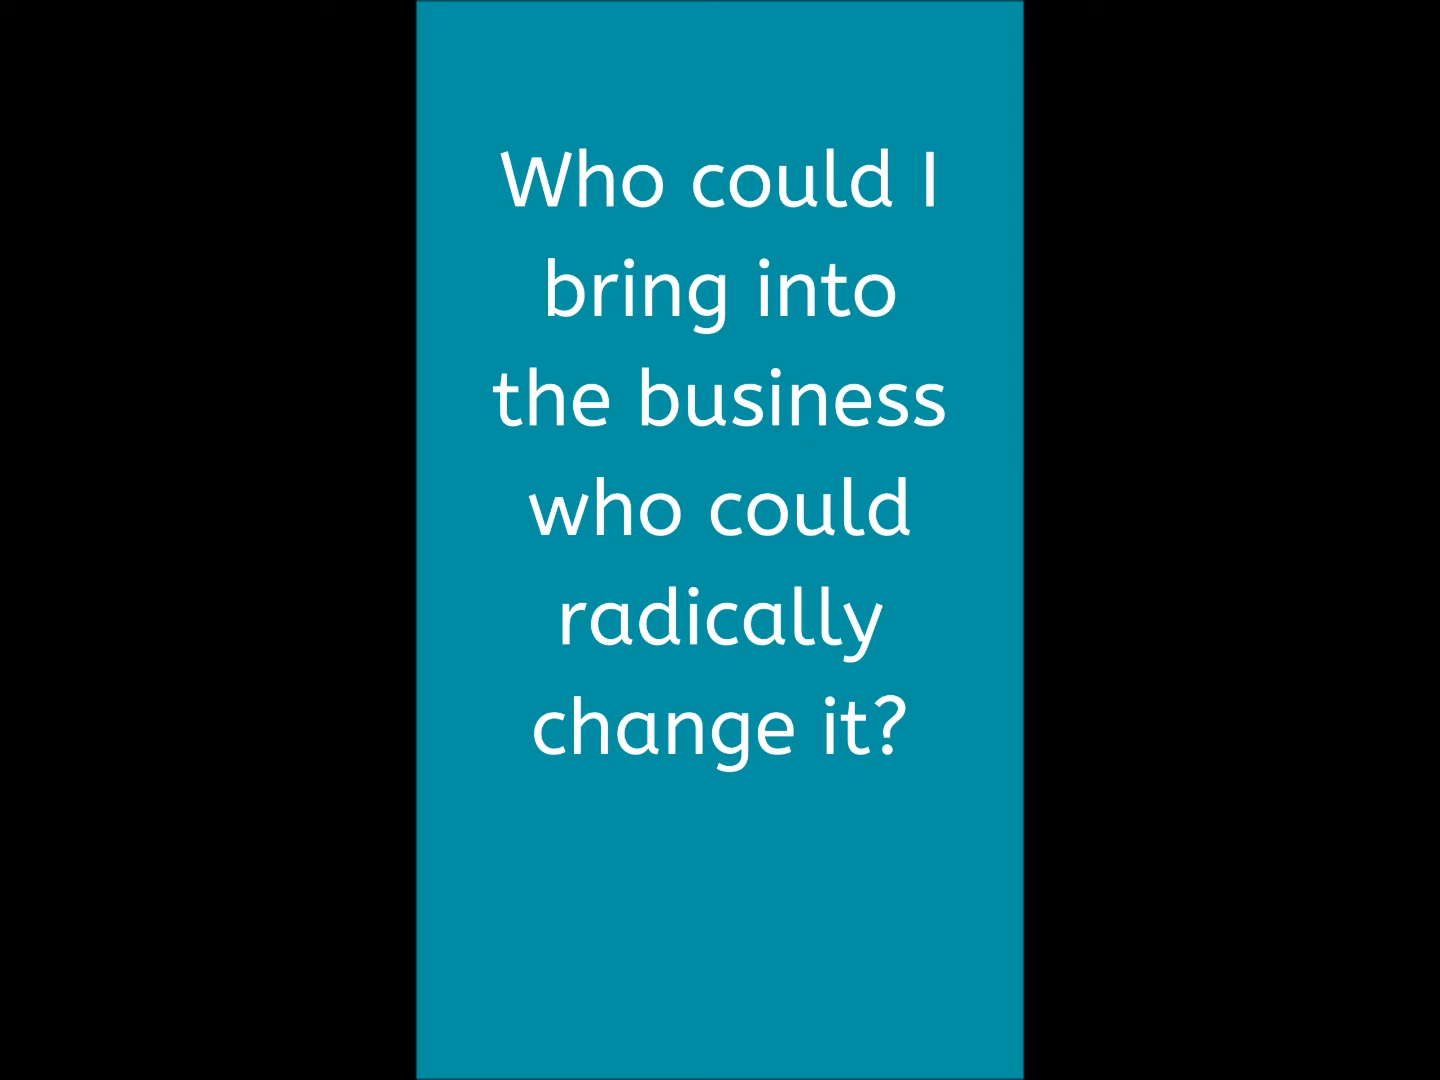 Who could I
bring into
the business
who could
radically
change it?